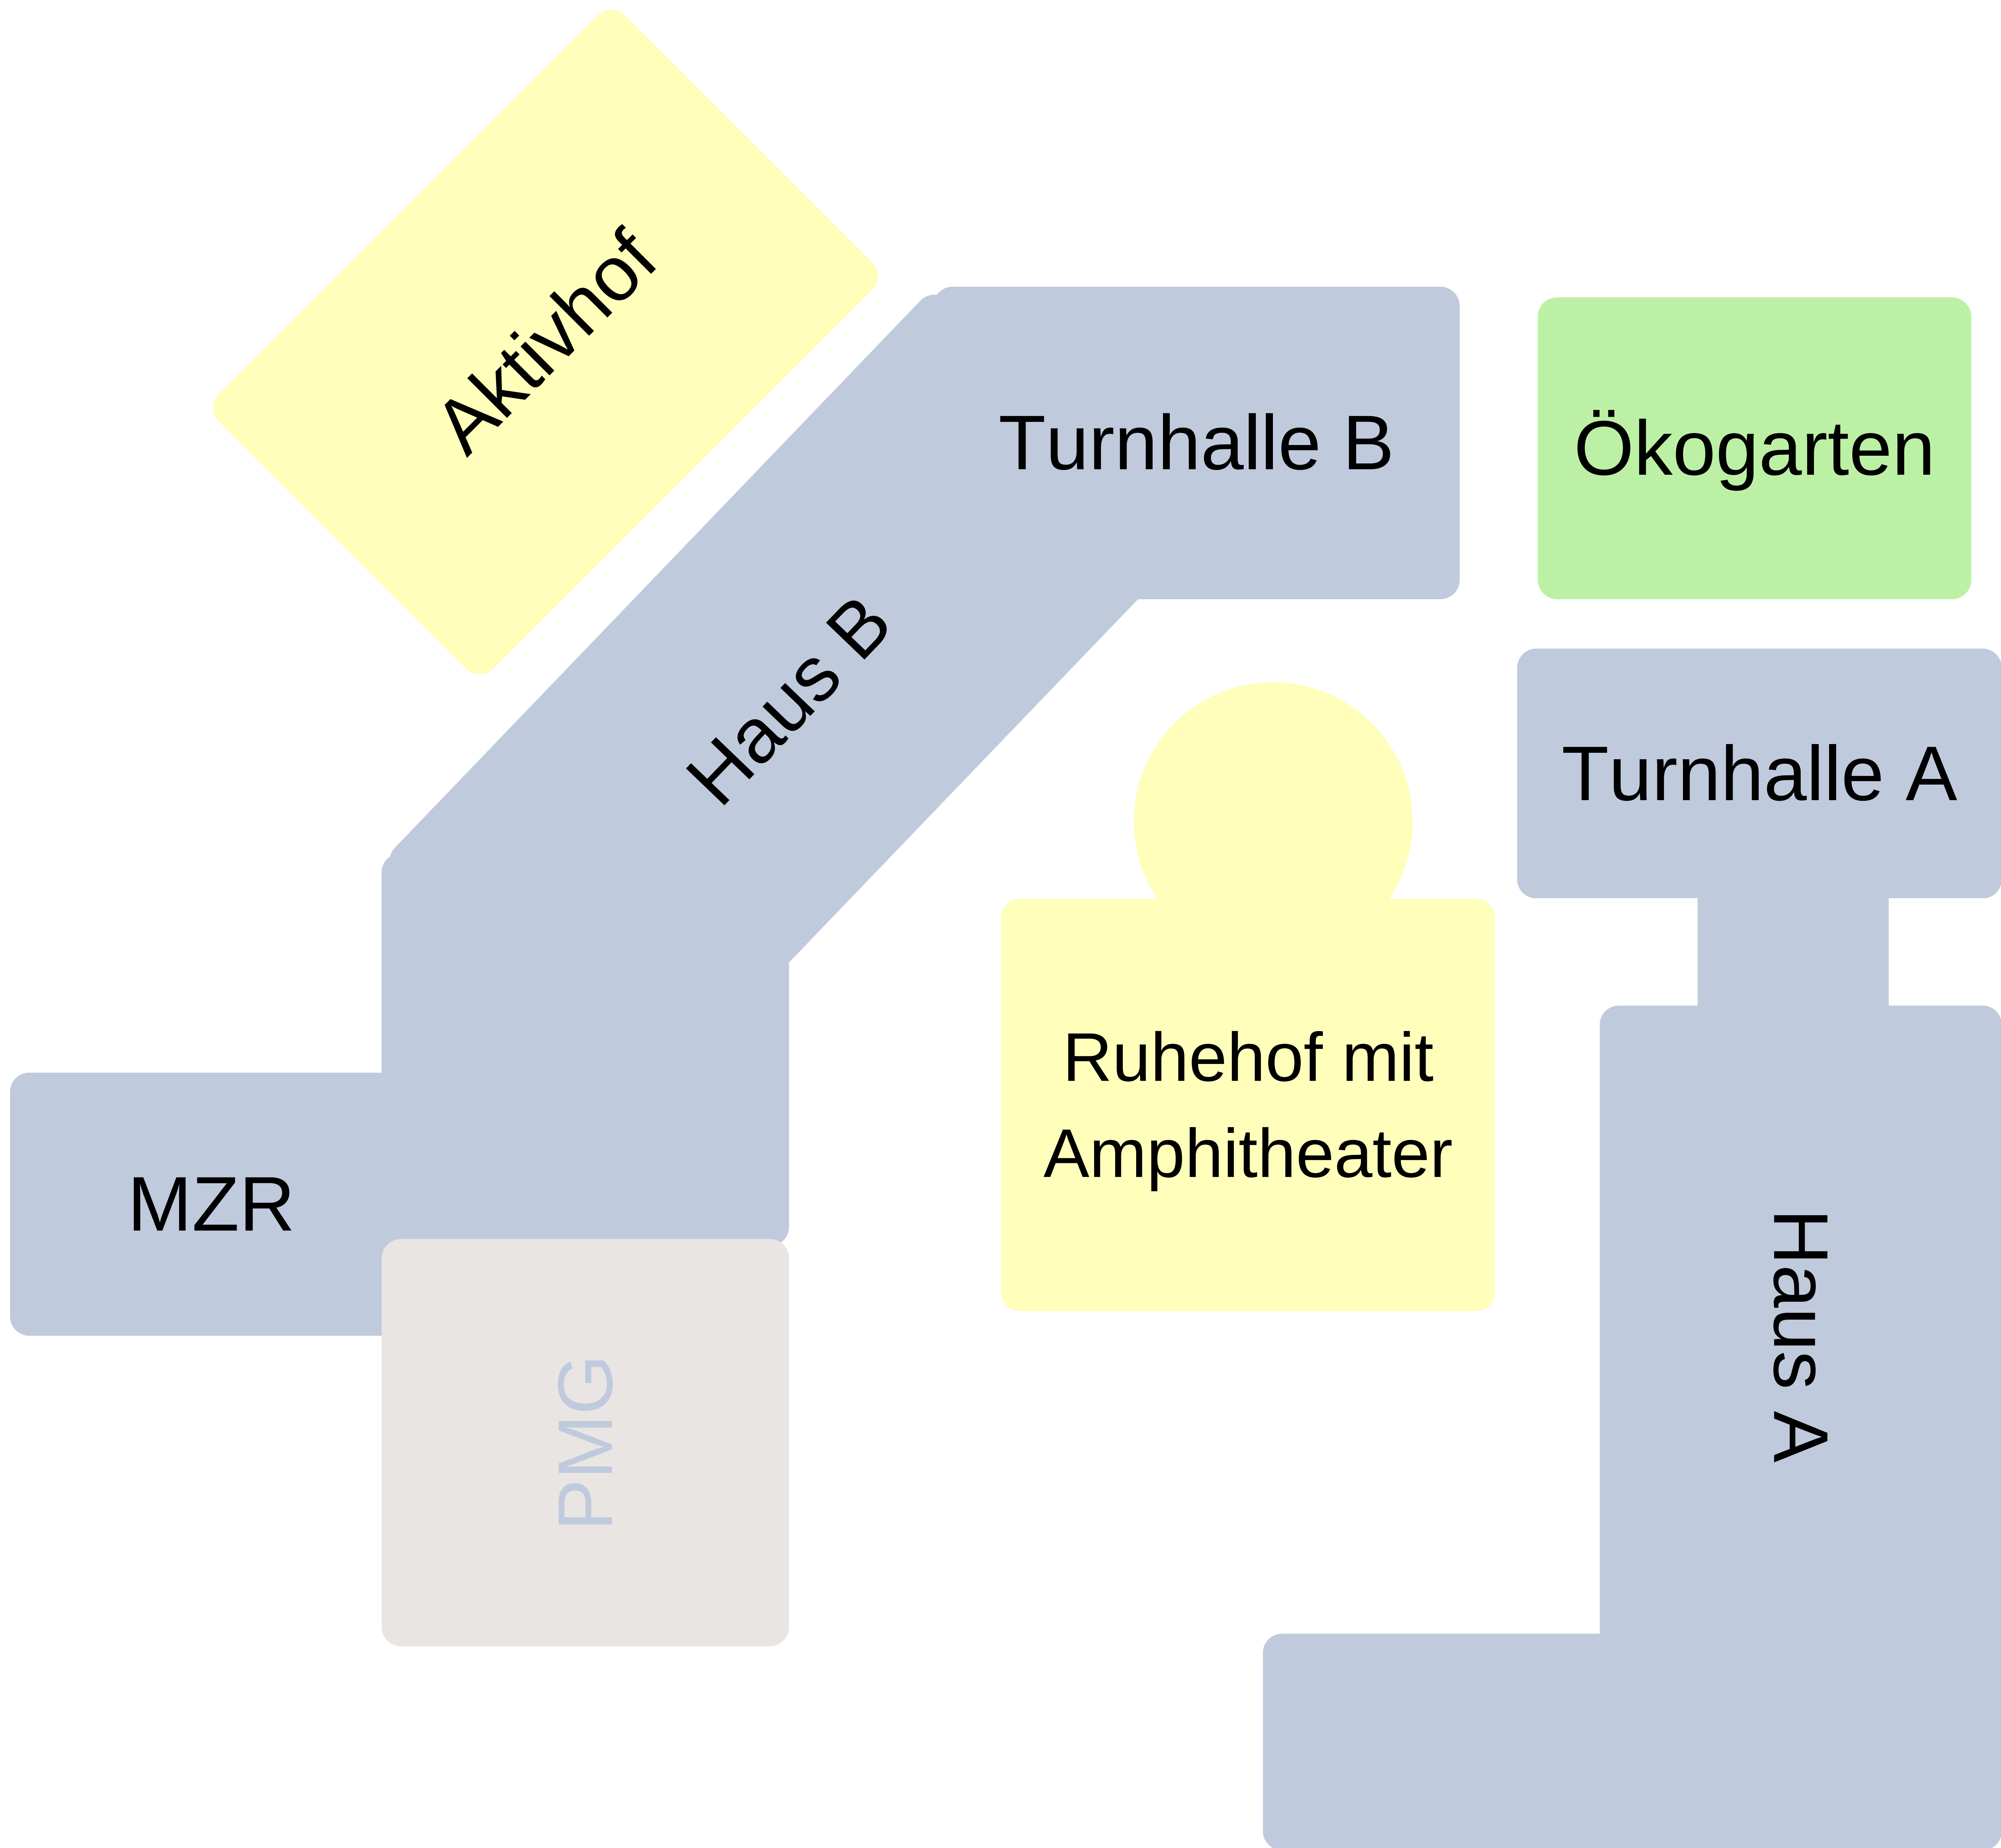 Aktivhof
Turnhalle B
Ökogarten
Haus B
Turnhalle A
Ruhehof mit
Amphitheater
MZR
Haus A
PMG